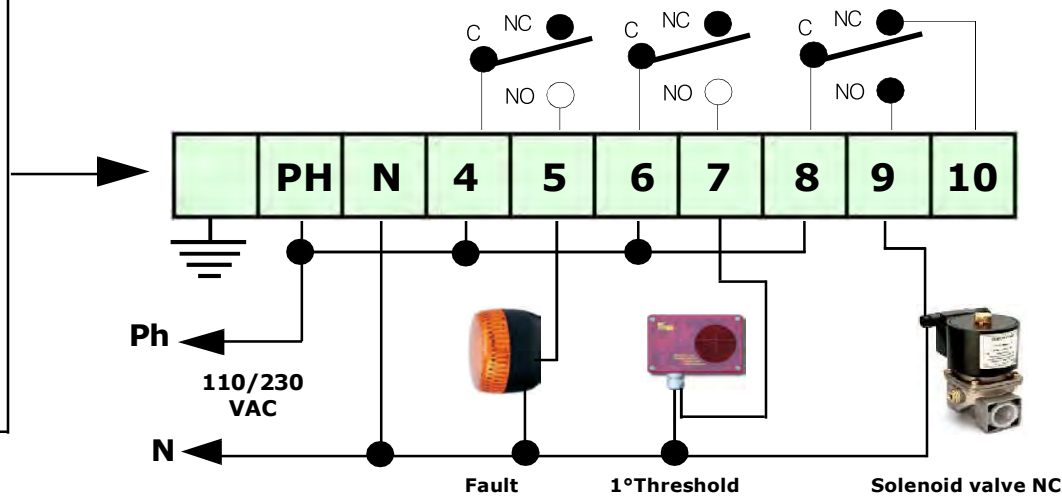 C NC C NC C NC
NO NO NO
PH N 4 5 6 7 8 9 10
Ph
110/230
VAC
N
Fault 1°Threshold Solenoid valve NC